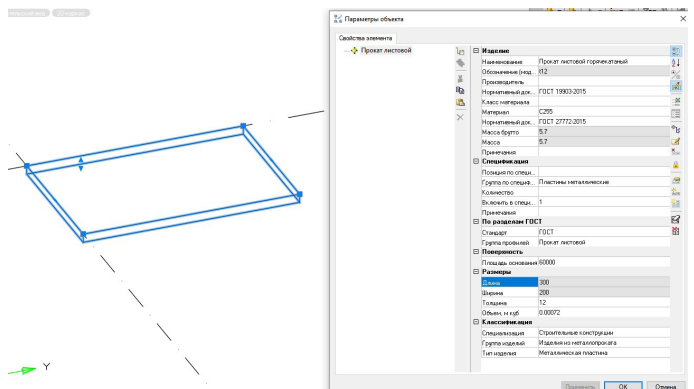 Параметры объекта
Свойства элемента
Прокат листовой
Изделие
Наименование Прокат листовой горячекатаный
Обозначение (мод... t12
Производитель
Нормативный док... ГОСТ 19903-2015
Класс материала
Материал С255
Нормативный док... ГОСТ 27772-2015
Масса брутто 5.7
Масса 5.7
Примечания
Спецификация
Позиция по специ...
Группа по специф... Пластины металлические
Количество
Включить в специ... 1
Примечания
По разделам ГОСТ
Стандарт ГОСТ
Группа профилей Прокат листовой
Поверхность
Площадь основания 60000
Размеры
Длина 300
Ширина 200
Толщина 12
Объем, м куб 0.00072
Классификация
Специализация Строительные конструкции
Группа изделий Изделия из металлопроката
Тип изделия Металлическая пластина
Y
Применить OK Отмена